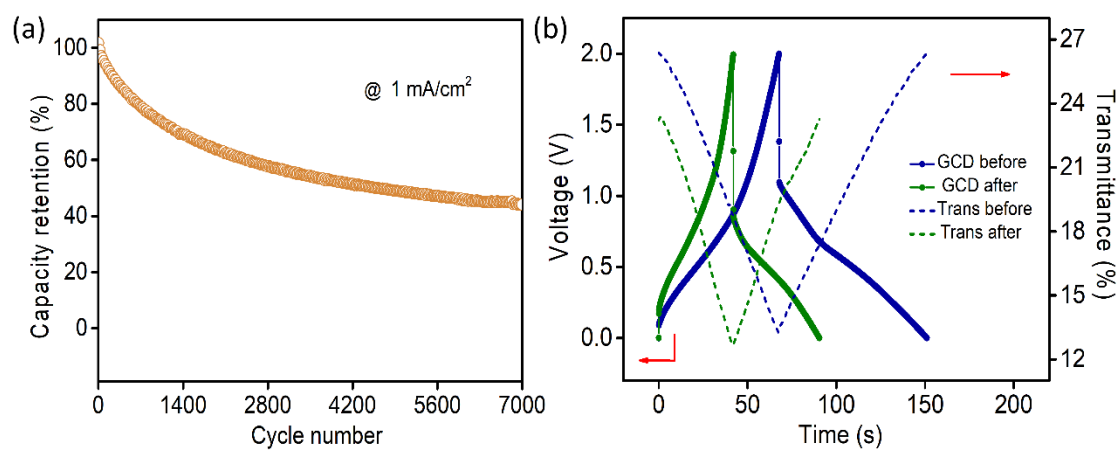 (a)
Capacity retention (%)
100
80
60
40
20
0
@ 1 mA/cm²
0 1400 2800 4200 5600 7000
Cycle number
(b)
Voltage (V)
2.0
1.5
1.0
0.5
0.0
GCD before
GCD after
Trans before
Trans after
27
24
21
18
15
12
Transmittance (%)
0 50 100 150 200
Time (s)